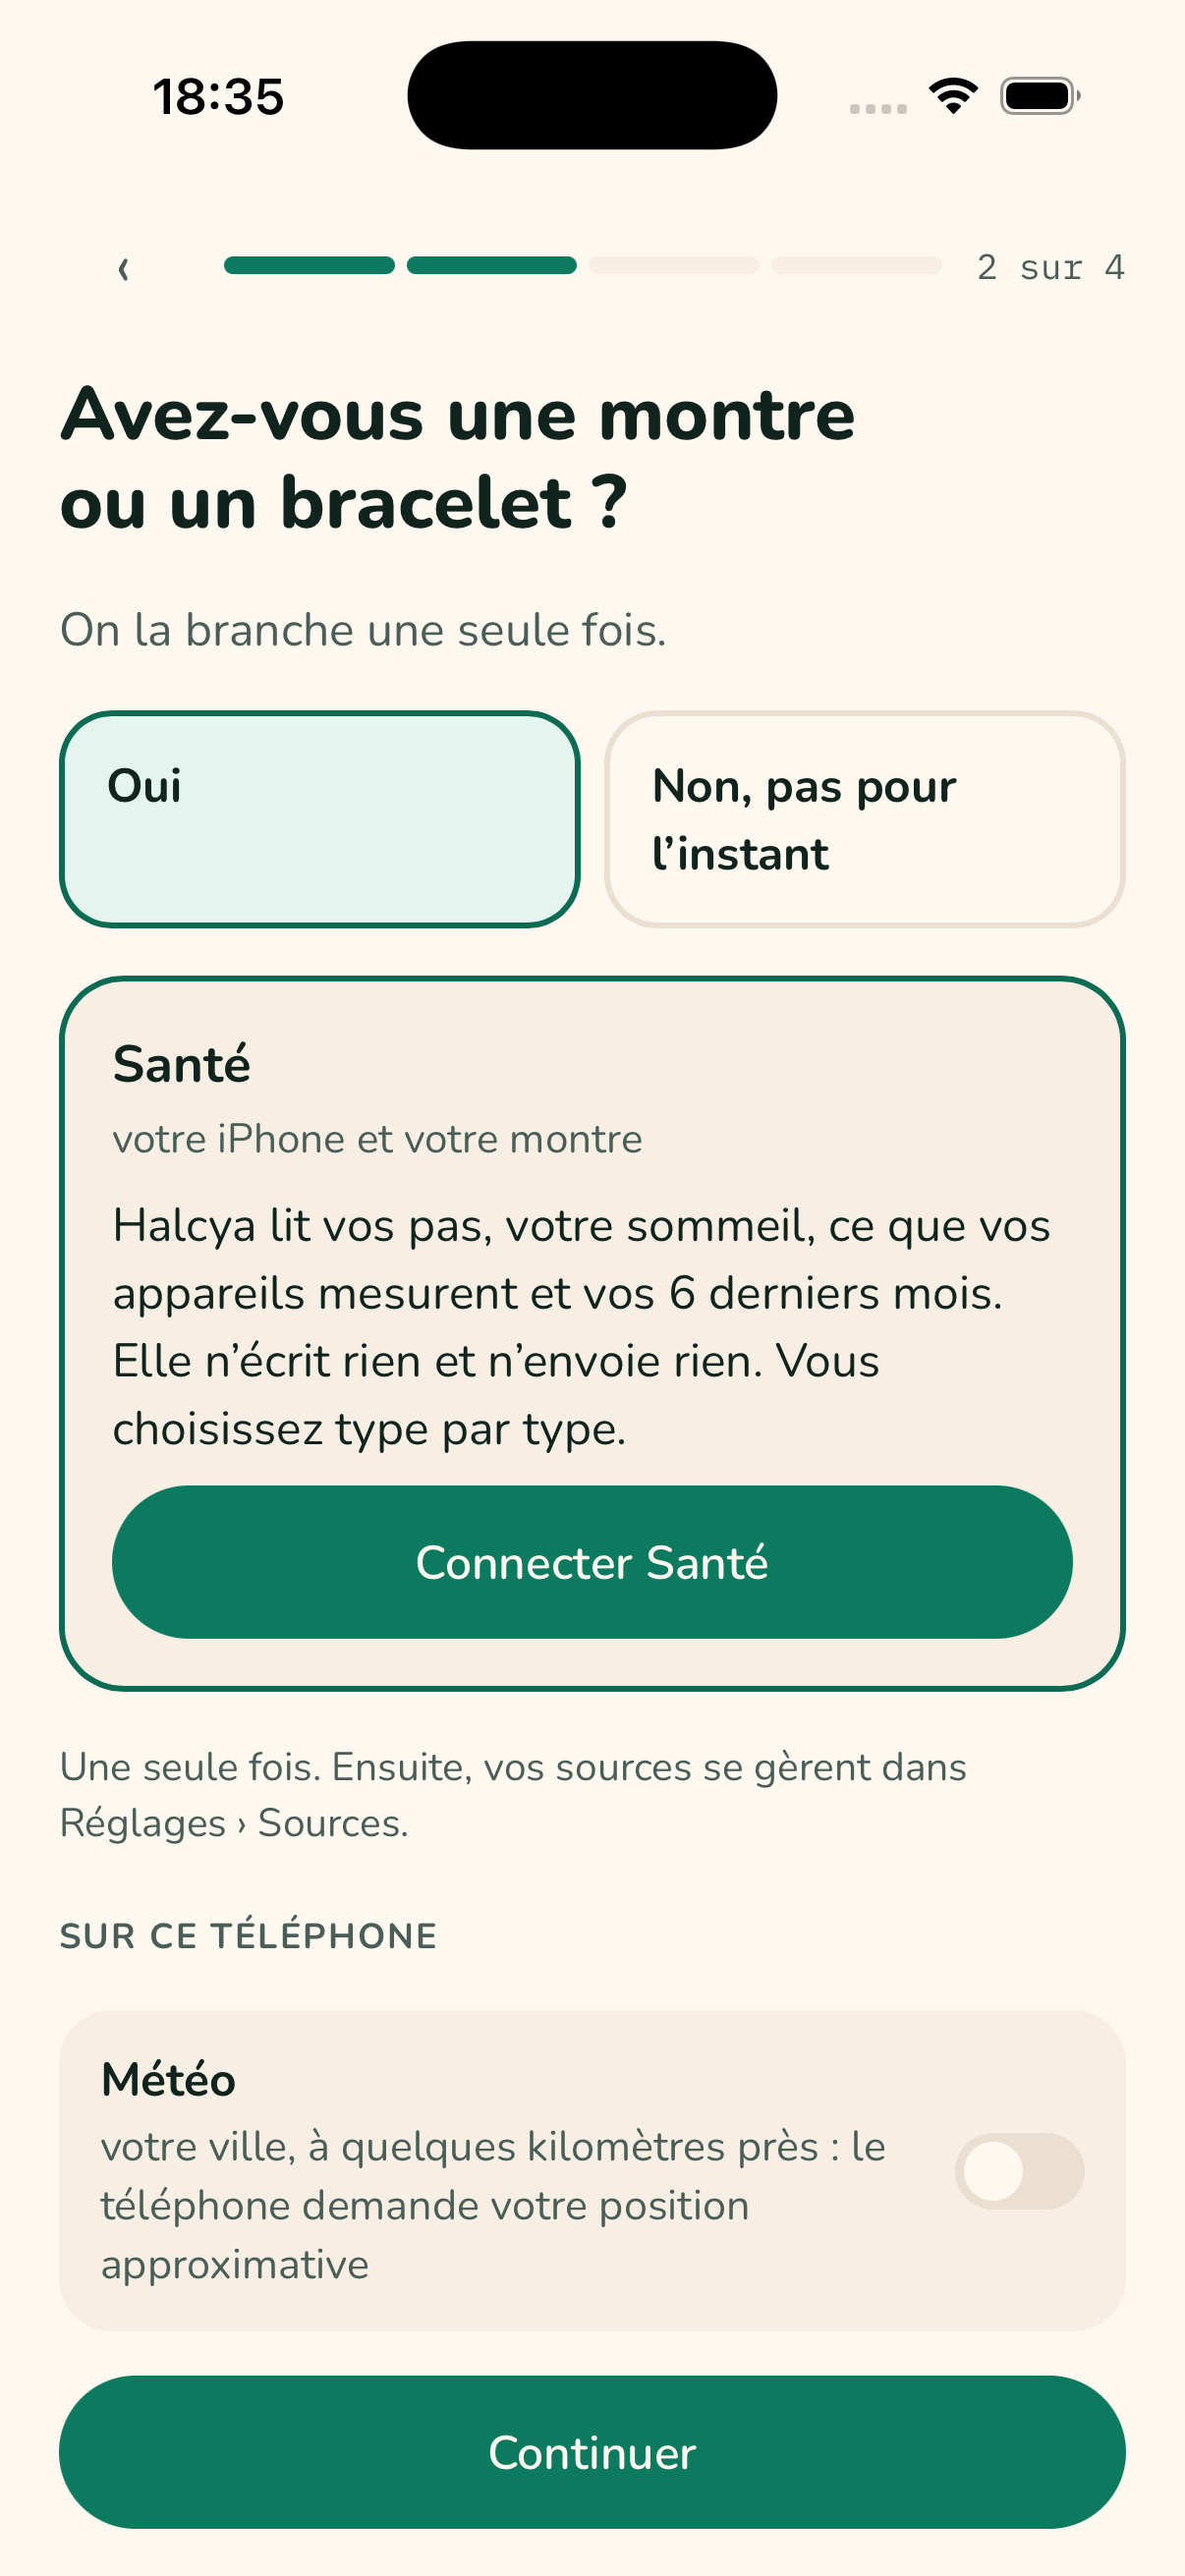 18:35
‹ 2 sur 4
Avez-vous une montre
ou un bracelet ?
On la branche une seule fois.
Oui
Non, pas pour
l’instant
Santé
votre iPhone et votre montre
Halcya lit vos pas, votre sommeil, ce que vos
appareils mesurent et vos 6 derniers mois.
Elle n’écrit rien et n’envoie rien. Vous
choisissez type par type.
Connecter Santé
Une seule fois. Ensuite, vos sources se gèrent dans
Réglages › Sources.
SUR CE TÉLÉPHONE
Météo
votre ville, à quelques kilomètres près : le
téléphone demande votre position
approximative
Continuer